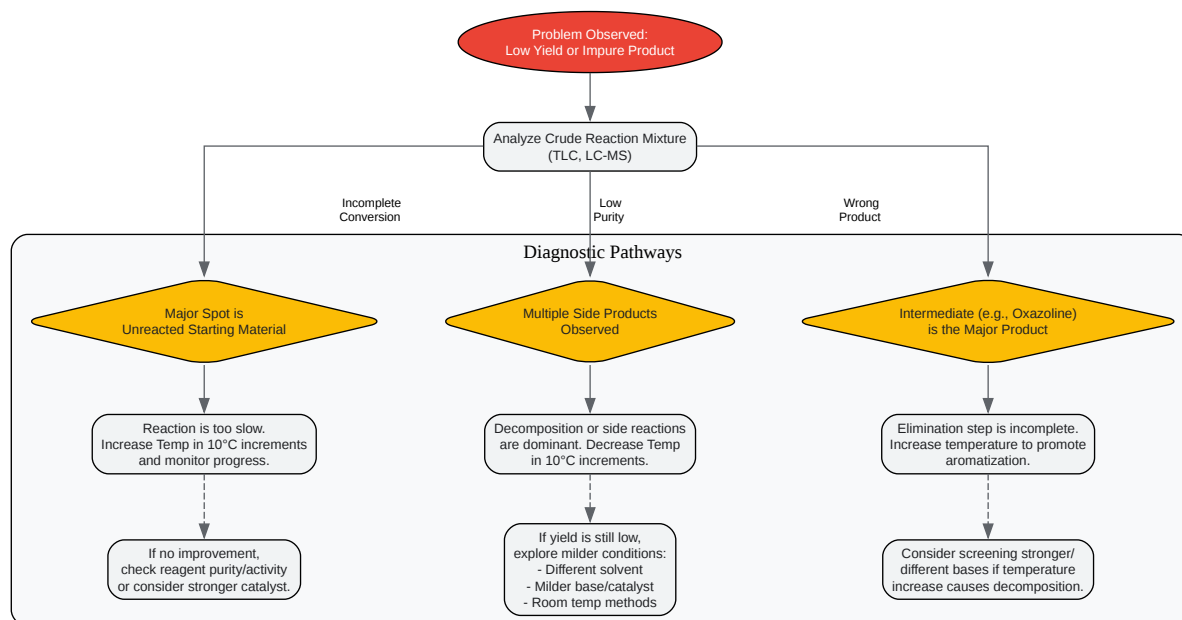 Problem Observed:
Low Yield or Impure Product
Analyze Crude Reaction Mixture
(TLC, LC-MS)
Incomplete
Conversion
Low
Purity
Wrong
Product
Diagnostic Pathways
Major Spot is
Unreacted Starting Material
Multiple Side Products
Observed
Intermediate (e.g., Oxazoline)
is the Major Product
Reaction is too slow.
Increase Temp in 10°C increments
and monitor progress.
Decomposition or side reactions
are dominant. Decrease Temp
in 10°C increments.
Elimination step is incomplete.
Increase temperature to promote
aromatization.
If no improvement,
check reagent purity/activity
or consider stronger catalyst.
If yield is still low,
explore milder conditions:
- Different solvent
- Milder base/catalyst
- Room temp methods
Consider screening stronger/
different bases if temperature
increase causes decomposition.